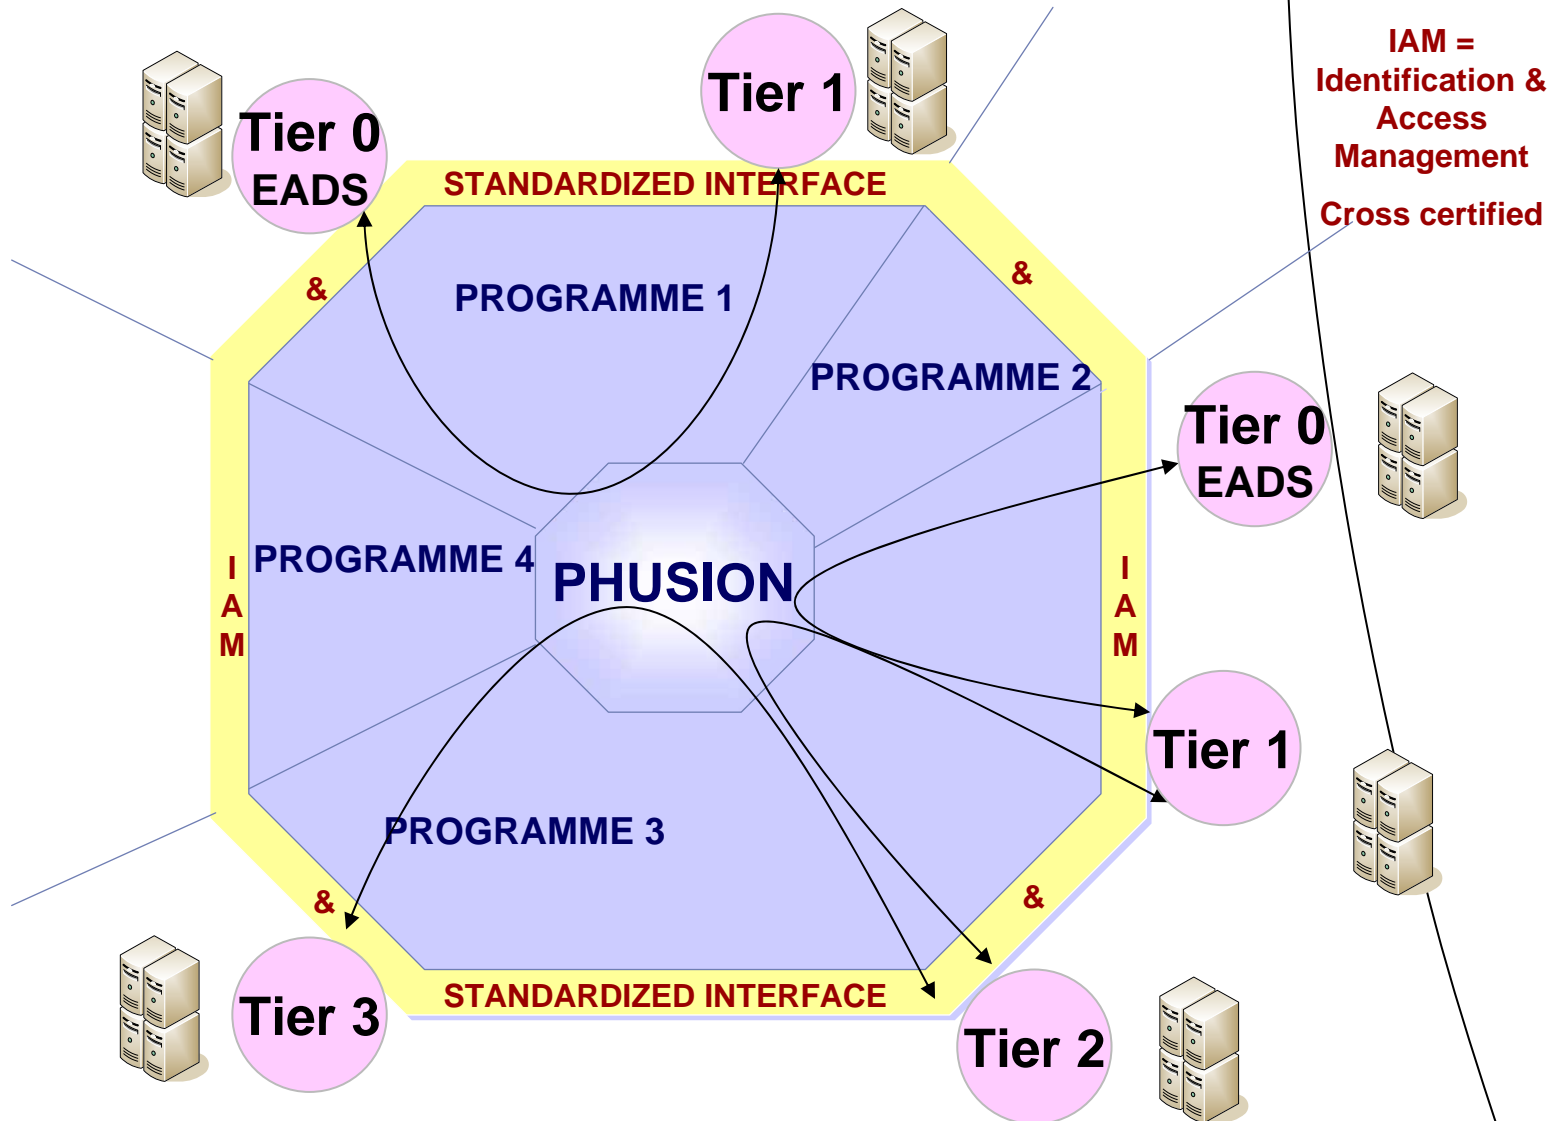 IAM =
Identification &
Access
Management
Cross certified
Tier 1
Tier 0
EADS
STANDARDIZED INTERFACE
&
&
PROGRAMME 1
PROGRAMME 2
Tier 0
EADS
PROGRAMME 4
PHUSION
I
A
M
I
A
M
Tier 1
PROGRAMME 3
&
&
STANDARDIZED INTERFACE
Tier 3
Tier 2